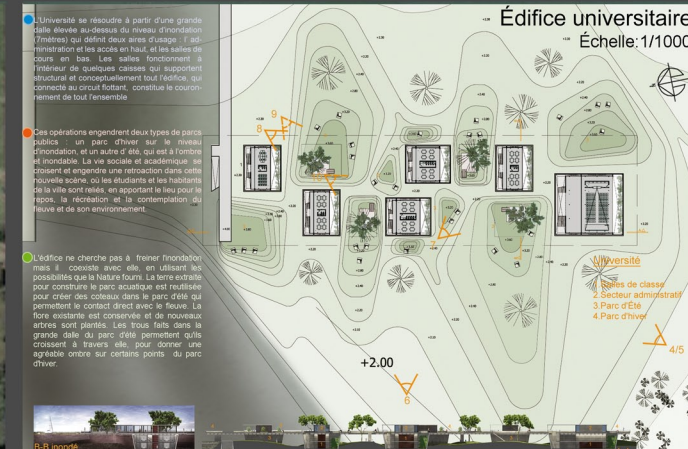 Édifice universitaire
Échelle:1/1000
L'Université se résoudre à partir d'une grande
dalle élevée au-dessus du niveau d'inondation
(7mètres) qui définit deux aires d'usage : l' ad-
ministration et les accès en haut, et les salles de
cours en bas. Les salles fonctionnent à
l'intérieur de quelques caisses qui supportent
structural et conceptuellement tout l'édifice, qui
connecté au circuit flottant, constitue le couron-
nement de tout l'ensemble
Ces opérations engendrent deux types de parcs
publics : un parc d'hiver sur le niveau
d'inondation, et un autre d' été, qui est à l'ombre
et inondable. La vie sociale et académique se
croisent et engendre une retroaction dans cette
nouvelle scène, où les étudiants et les habitants
de la ville sont reliés, en apportant le lieu pour le
repos, la récréation et la contemplation du
fleuve et de son environnement.
L'édifice ne cherche pas à freiner l'inondation
mais il coexiste avec elle, en utilisant les
possibilités que la Nature fourni. La terre extraite
pour construire le parc acuatique est reutilisée
pour créer des coteaux dans le parc d'été qui
permettent le contact direct avec le fleuve. La
flore existante est conservée et de nouveaux
arbres sont plantés. Les trous faits dans la
grande dalle du parc d'été permettent qu'ils
croissent à travers elle, pour donner une
agréable ombre sur certains points du parc
d'hiver.
9
8
7
Université
1.Salles de classe
2.Secteur administratif
3.Parc d'Été
4.Parc d'hiver
4/5
+2.00
6
B-B inondé